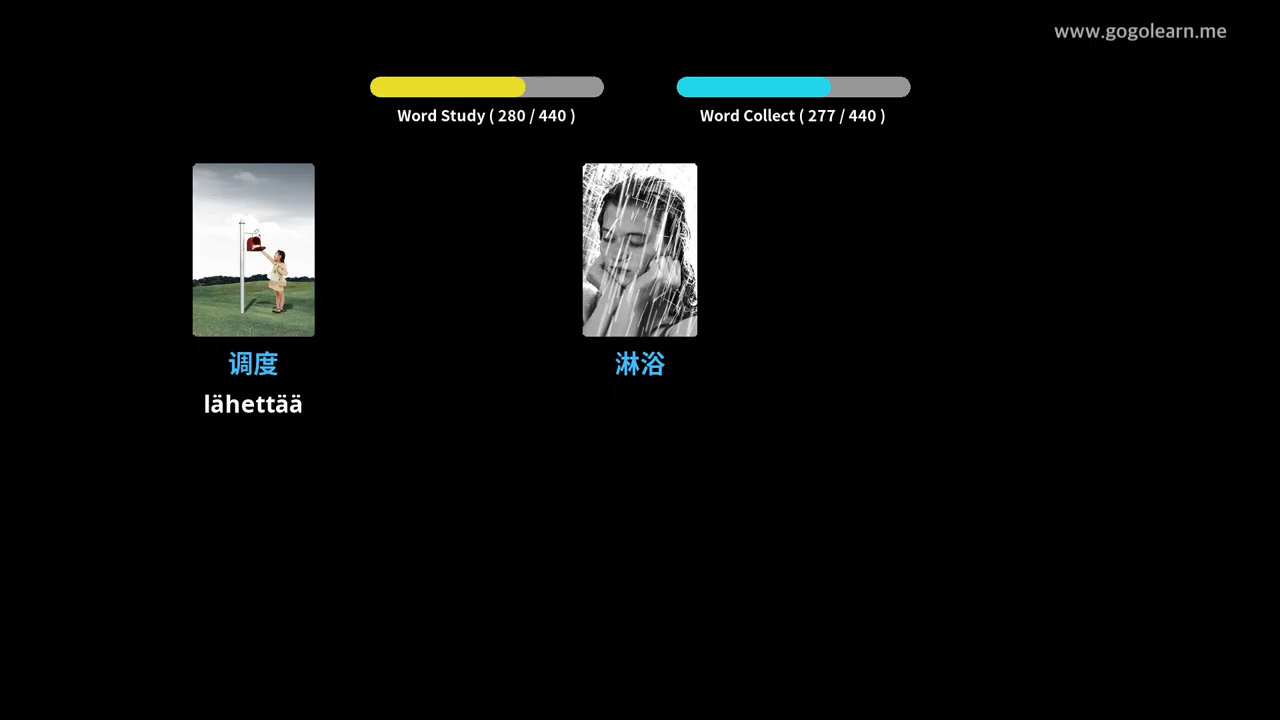 www.gogolearn.me
Word Study ( 280 / 440 )
Word Collect ( 277 / 440 )
调度
淋浴
lähettää